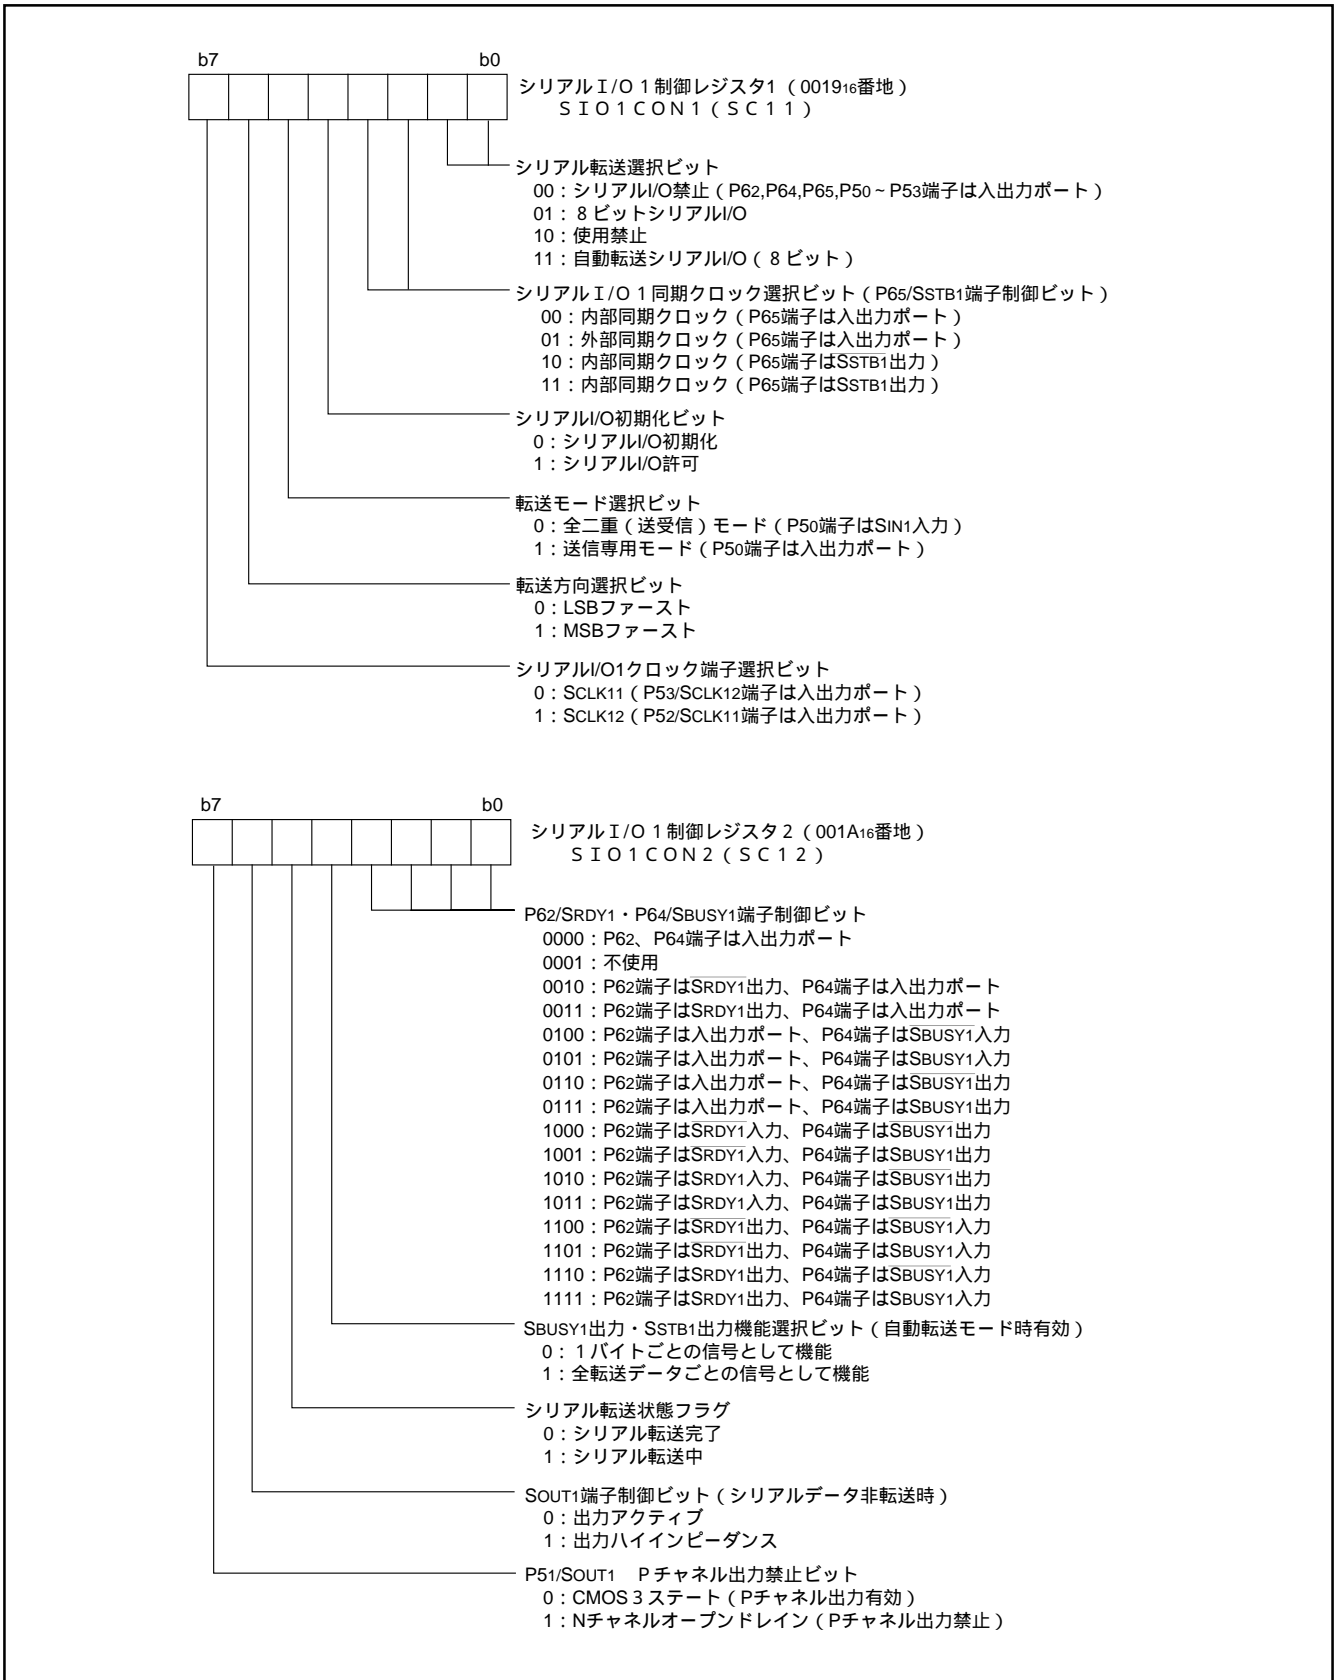 b7 b0
シリアルI/O1制御レジスタ1(001916番地)
SIO1CON1(SC11)
シリアル転送選択ビット
00:シリアルI/O禁止(P62,P64,P65,P50~P53端子は入出力ポート)
01:8ビットシリアルI/O
10:使用禁止
11:自動転送シリアルI/O(8ビット)
シリアルI/O1同期クロック選択ビット(P65/SSTB1端子制御ビット)
00:内部同期クロック(P65端子は入出力ポート)
01:外部同期クロック(P65端子は入出力ポート)
10:内部同期クロック(P65端子はS̅S̅T̅B̅1̅出力)
11:内部同期クロック(P65端子はSSTB1出力)
シリアルI/O初期化ビット
0:シリアルI/O初期化
1:シリアルI/O許可
転送モード選択ビット
0:全二重(送受信)モード(P50端子はSIN1入力)
1:送信専用モード(P50端子は入出力ポート)
転送方向選択ビット
0:LSBファースト
1:MSBファースト
シリアルI/O1クロック端子選択ビット
0:SCLK11(P53/SCLK12端子は入出力ポート)
1:SCLK12(P52/SCLK11端子は入出力ポート)
b7 b0
シリアルI/O1制御レジスタ2(001A16番地)
SIO1CON2(SC12)
P62/SRDY1・P64/SBUSY1端子制御ビット
0000:P62、P64端子は入出力ポート
0001:不使用
0010:P62端子はS̅R̅D̅Y̅1̅出力、P64端子は入出力ポート
0011:P62端子はSRDY1出力、P64端子は入出力ポート
0100:P62端子は入出力ポート、P64端子はS̅B̅U̅S̅Y̅1̅入力
0101:P62端子は入出力ポート、P64端子はSBUSY1入力
0110:P62端子は入出力ポート、P64端子はS̅B̅U̅S̅Y̅1̅出力
0111:P62端子は入出力ポート、P64端子はSBUSY1出力
1000:P62端子はS̅R̅D̅Y̅1̅入力、P64端子はS̅B̅U̅S̅Y̅1̅出力
1001:P62端子はS̅R̅D̅Y̅1̅入力、P64端子はSBUSY1出力
1010:P62端子はSRDY1入力、P64端子はS̅B̅U̅S̅Y̅1̅出力
1011:P62端子はSRDY1入力、P64端子はSBUSY1出力
1100:P62端子はS̅R̅D̅Y̅1̅出力、P64端子はS̅B̅U̅S̅Y̅1̅入力
1101:P62端子はS̅R̅D̅Y̅1̅出力、P64端子はSBUSY1入力
1110:P62端子はSRDY1出力、P64端子はS̅B̅U̅S̅Y̅1̅入力
1111:P62端子はSRDY1出力、P64端子はSBUSY1入力
SBUSY1出力・SSTB1出力機能選択ビット(自動転送モード時有効)
0:1バイトごとの信号として機能
1:全転送データごとの信号として機能
シリアル転送状態フラグ
0:シリアル転送完了
1:シリアル転送中
SOUT1端子制御ビット(シリアルデータ非転送時)
0:出力アクティブ
1:出力ハイインピーダンス
P51/SOUT1 Pチャネル出力禁止ビット
0:CMOS3ステート(Pチャネル出力有効)
1:Nチャネルオープンドレイン(Pチャネル出力禁止)